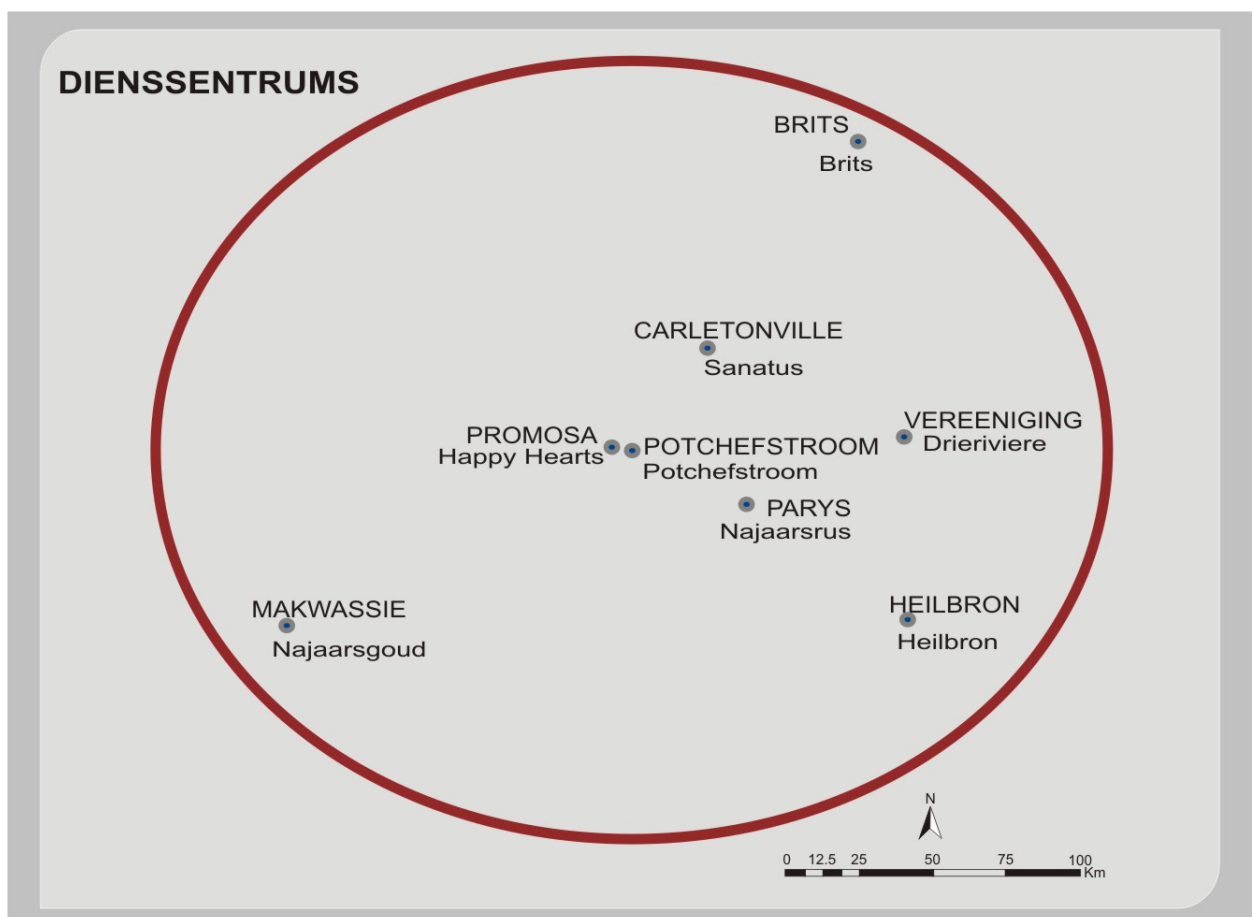 DIENSSENTRUMS
BRITS
Brits
CARLETONVILLE
Sanatus
VEREENIGING
Drieriviere
PROMOSA
Happy Hearts
POTCHEFSTROOM
Potchefstroom
PARYS
Najaarsrus
MAKWASSIE
Najaarsgoud
HEILBRON
Heilbron
N
0 12.5 25 50 75 100
Km